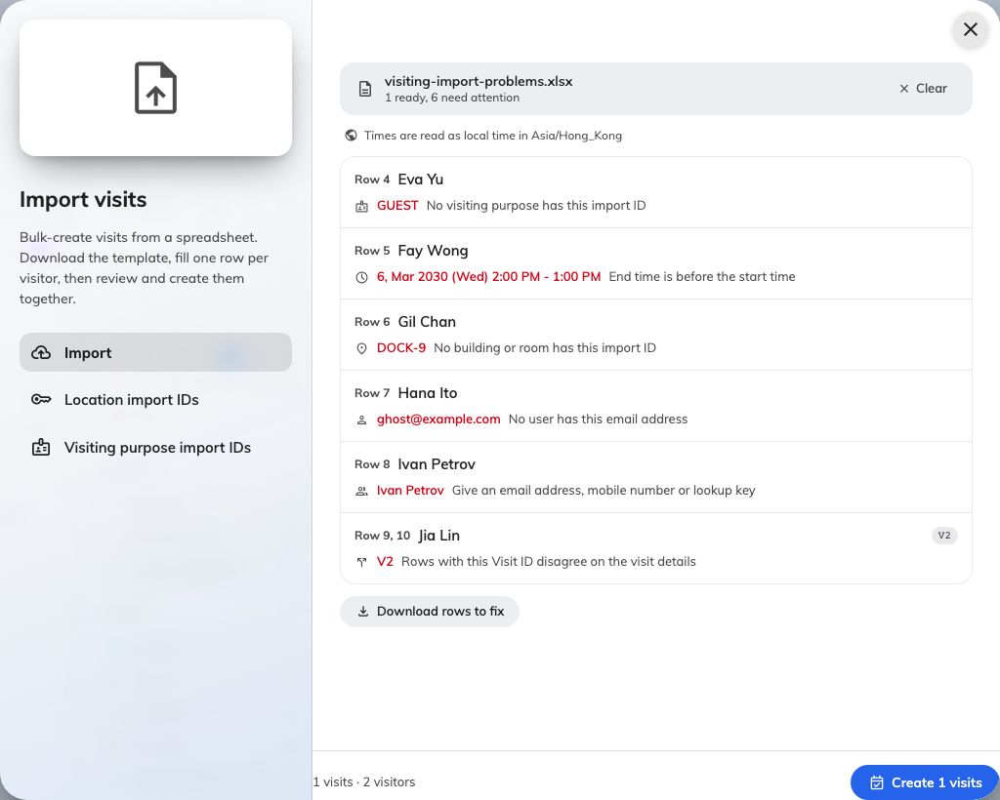 visiting-import-problems.xlsx
1 ready, 6 need attention
Clear
Times are read as local time in Asia/Hong_Kong
Import visits
Bulk-create visits from a spreadsheet.
Download the template, fill one row per
visitor, then review and create them
together.
Import
Location import IDs
Visiting purpose import IDs
Row 4 Eva Yu
GUEST No visiting purpose has this import ID
Row 5 Fay Wong
6, Mar 2030 (Wed) 2:00 PM - 1:00 PM End time is before the start time
Row 6 Gil Chan
DOCK-9 No building or room has this import ID
Row 7 Hana Ito
ghost@example.com No user has this email address
Row 8 Ivan Petrov
Ivan Petrov Give an email address, mobile number or lookup key
Row 9, 10 Jia Lin V2
V2 Rows with this Visit ID disagree on the visit details
Download rows to fix
1 visits · 2 visitors
Create 1 visits